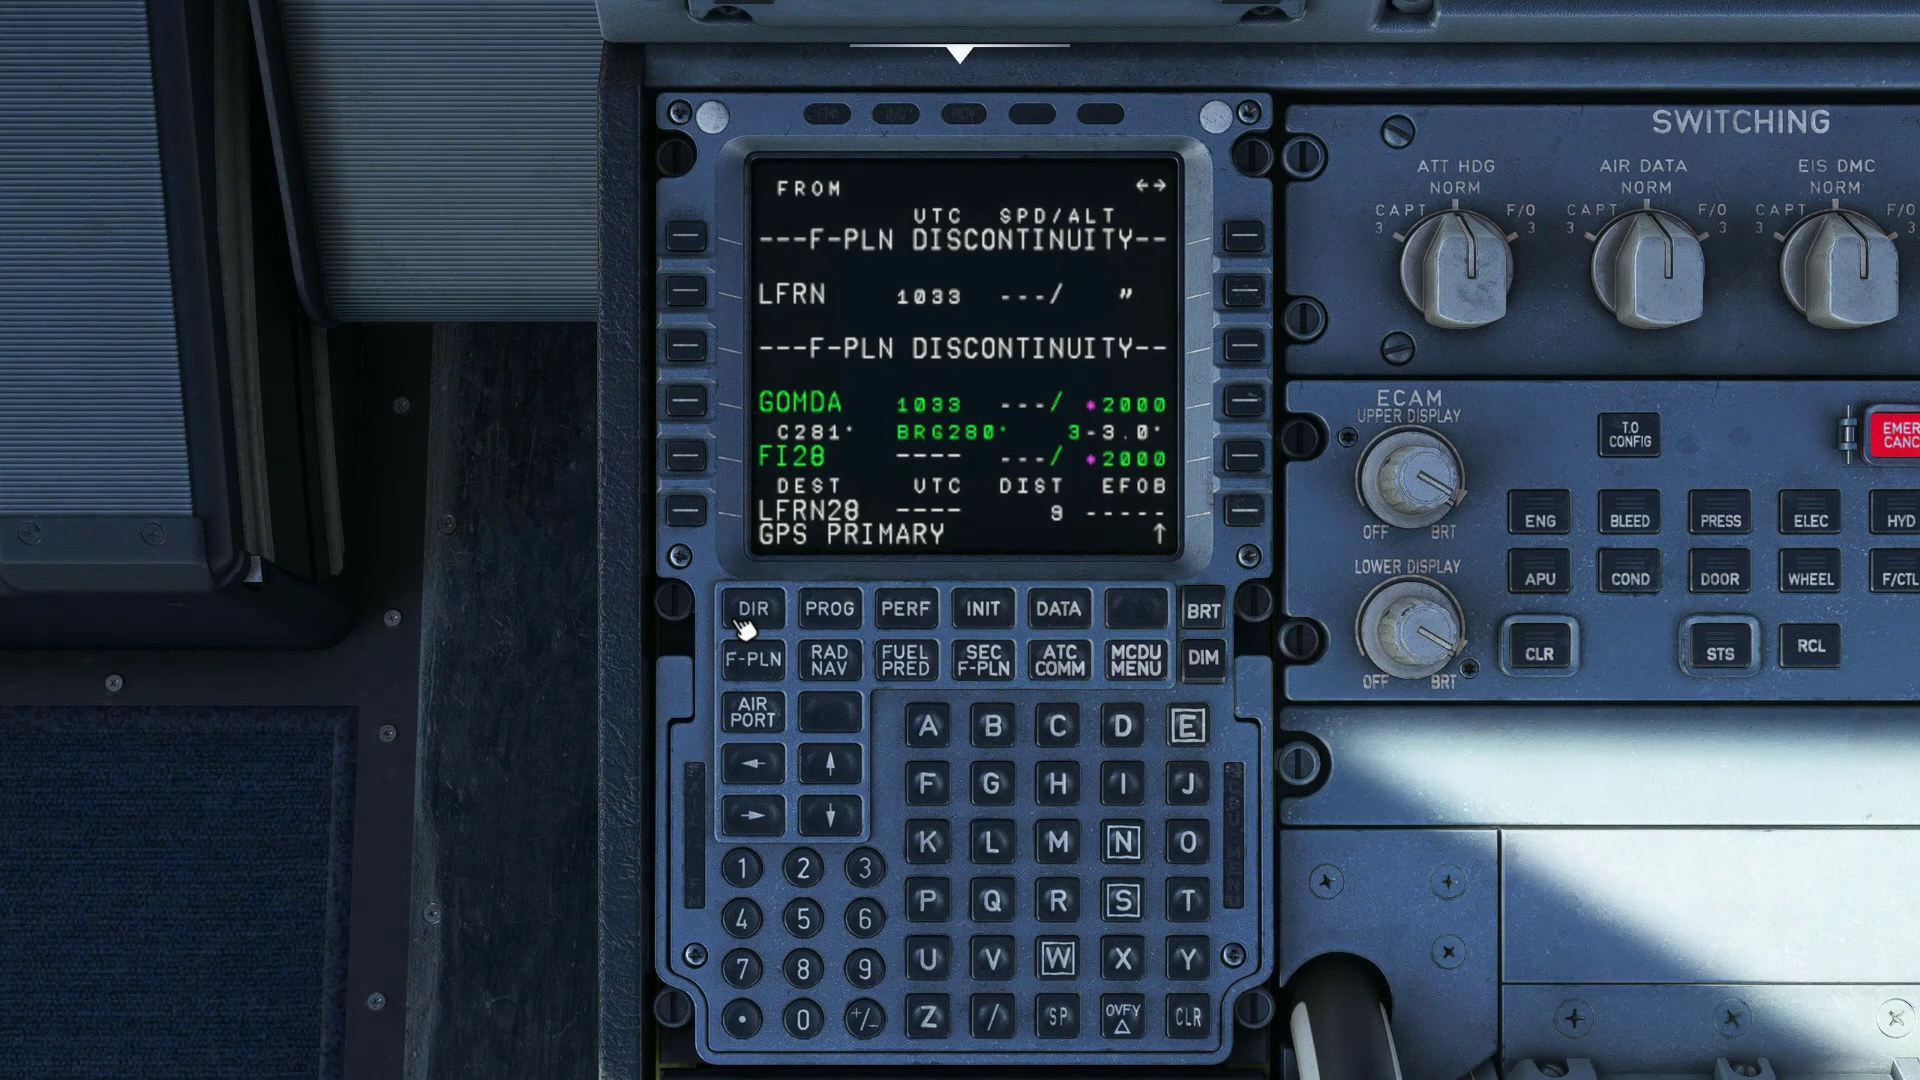 FROM ←→
UTC SPD/ALT
---F-PLN DISCONTINUITY--
LFRN 1033 ---/ "
---F-PLN DISCONTINUITY--
GOMDA 1033 ---/ *2000
C281° BRG280° 3-3.0°
FI28 ---- ---/ *2000
DEST UTC DIST EFOB
LFRN28 ---- 9 -----
GPS PRIMARY ↑
DIR PROG PERF INIT DATA BRT
F-PLN RAD NAV FUEL PRED SEC F-PLN ATC COMM MCDU MENU DIM
AIR PORT
← ↑
→ ↓
A B C D E
F G H I J
K L M N O
P Q R S T
U V W X Y
Z / SP OVFY △ CLR
1 2 3
4 5 6
7 8 9
. 0 +/-
SWITCHING
ATT HDG AIR DATA EIS DMC
NORM NORM NORM
CAPT F/O CAPT F/O CAPT F/O
3 3 3 3 3 3
ECAM
UPPER DISPLAY
OFF BRT
LOWER DISPLAY
OFF BRT
T.O CONFIG
EMER
CANC
ENG BLEED PRESS ELEC HYD
APU COND DOOR WHEEL F/CTL
CLR STS RCL